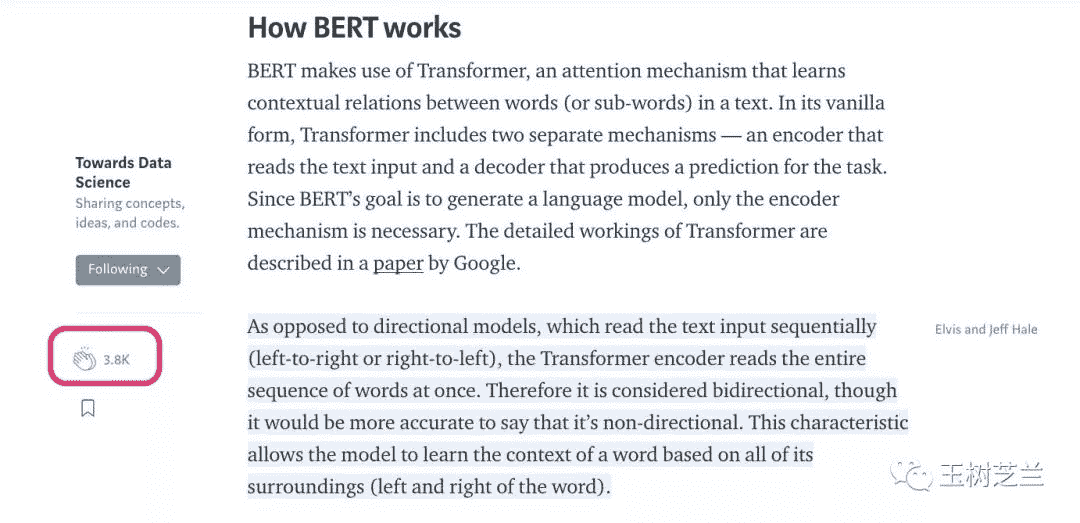 How BERT works
BERT makes use of Transformer, an attention mechanism that learns
contextual relations between words (or sub-words) in a text. In its vanilla
form, Transformer includes two separate mechanisms — an encoder that
reads the text input and a decoder that produces a prediction for the task.
Since BERT’s goal is to generate a language model, only the encoder
mechanism is necessary. The detailed workings of Transformer are
described in a paper by Google.
Towards Data
Science
Sharing concepts,
ideas, and codes.
Following
3.8K
As opposed to directional models, which read the text input sequentially
(left-to-right or right-to-left), the Transformer encoder reads the entire
sequence of words at once. Therefore it is considered bidirectional, though
it would be more accurate to say that it’s non-directional. This characteristic
allows the model to learn the context of a word based on all of its
surroundings (left and right of the word).
Elvis and Jeff Hale
玉树芝兰